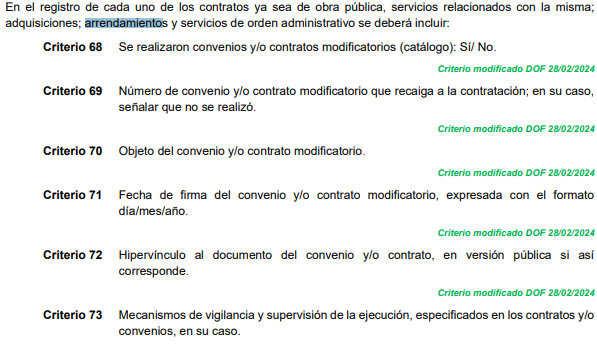 En el registro de cada uno de los contratos ya sea de obra pública, servicios relacionados con la misma;
adquisiciones; arrendamientos y servicios de orden administrativo se deberá incluir:
Criterio 68 Se realizaron convenios y/o contratos modificatorios (catálogo): Sí/ No.
Criterio modificado DOF 28/02/2024
Criterio 69 Número de convenio y/o contrato modificatorio que recaiga a la contratación; en su caso,
señalar que no se realizó.
Criterio modificado DOF 28/02/2024
Criterio 70 Objeto del convenio y/o contrato modificatorio.
Criterio modificado DOF 28/02/2024
Criterio 71 Fecha de firma del convenio y/o contrato modificatorio, expresada con el formato
día/mes/año.
Criterio modificado DOF 28/02/2024
Criterio 72 Hipervínculo al documento del convenio y/o contrato, en versión pública si así
corresponde.
Criterio modificado DOF 28/02/2024
Criterio 73 Mecanismos de vigilancia y supervisión de la ejecución, especificados en los contratos y/o
convenios, en su caso.